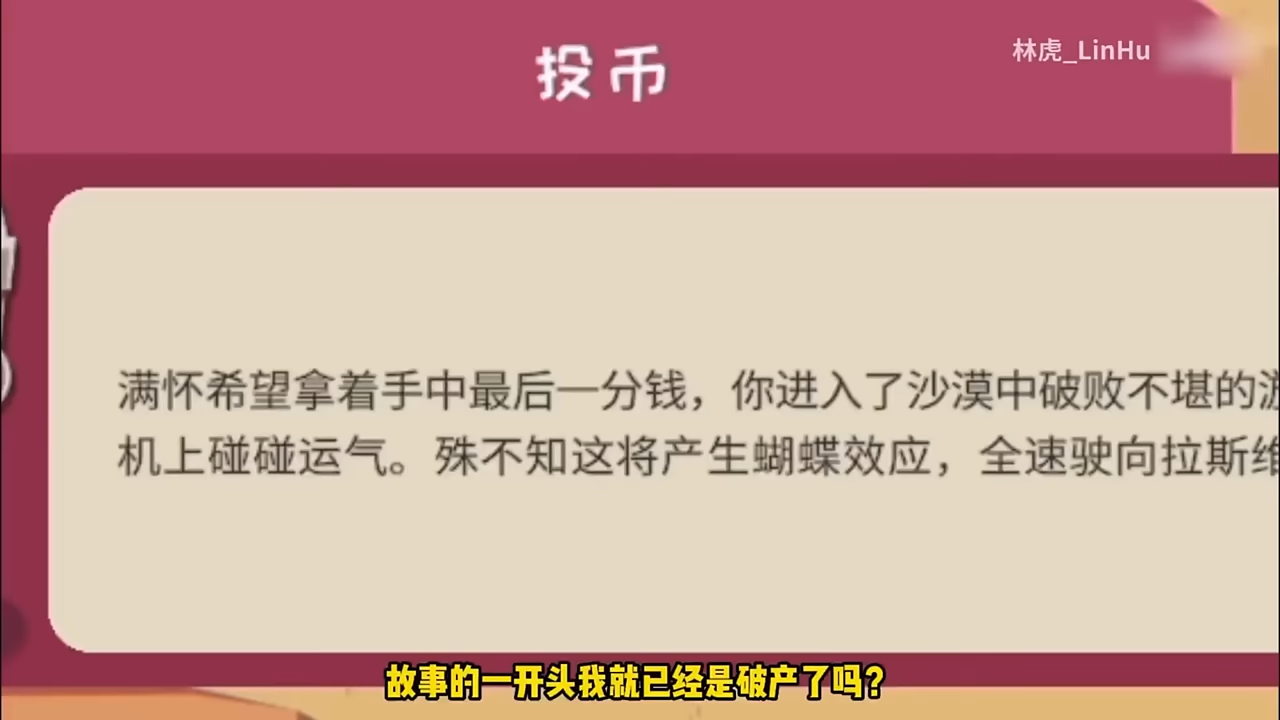 投币
林虎_LinHu
满怀希望拿着手中最后一分钱，你进入了沙漠中破败不堪的游
机上碰碰运气。殊不知这将产生蝴蝶效应，全速驶向拉斯维
故事的一开头我就已经是破产了吗？